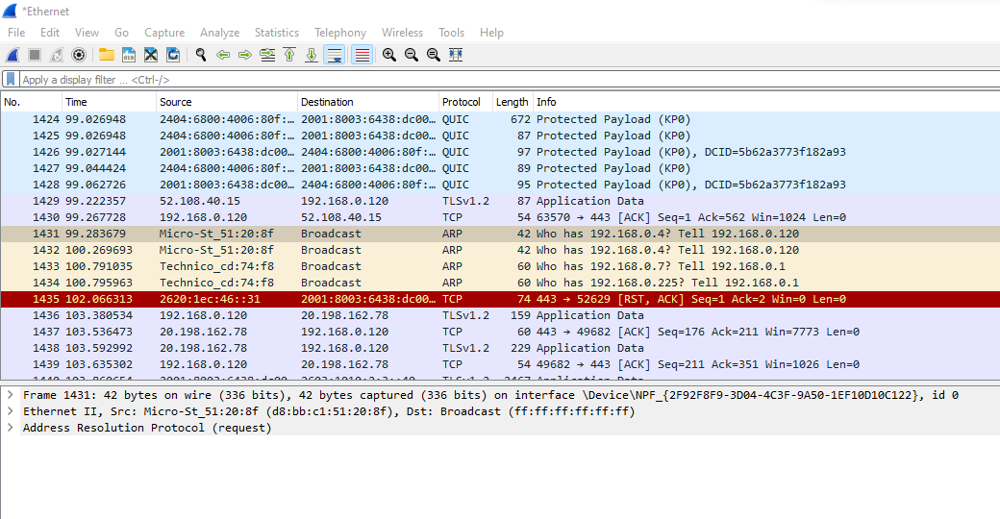 *Ethernet
File Edit View Go Capture Analyze Statistics Telephony Wireless Tools Help
Apply a display filter ... <Ctrl-/>
No. Time Source Destination Protocol Length Info
1424 99.026948 2404:6800:4006:80f:… 2001:8003:6438:dc00… QUIC 672 Protected Payload (KP0)
1425 99.026948 2404:6800:4006:80f:… 2001:8003:6438:dc00… QUIC 87 Protected Payload (KP0)
1426 99.027144 2001:8003:6438:dc00… 2404:6800:4006:80f:… QUIC 97 Protected Payload (KP0), DCID=5b62a3773f182a93
1427 99.044424 2404:6800:4006:80f:… 2001:8003:6438:dc00… QUIC 89 Protected Payload (KP0)
1428 99.062726 2001:8003:6438:dc00… 2404:6800:4006:80f:… QUIC 95 Protected Payload (KP0), DCID=5b62a3773f182a93
1429 99.222357 52.108.40.15 192.168.0.120 TLSv1.2 87 Application Data
1430 99.267728 192.168.0.120 52.108.40.15 TCP 54 63570 → 443 [ACK] Seq=1 Ack=562 Win=1024 Len=0
1431 99.283679 Micro-St_51:20:8f Broadcast ARP 42 Who has 192.168.0.4? Tell 192.168.0.120
1432 100.269693 Micro-St_51:20:8f Broadcast ARP 42 Who has 192.168.0.4? Tell 192.168.0.120
1433 100.791035 Technico_cd:74:f8 Broadcast ARP 60 Who has 192.168.0.7? Tell 192.168.0.1
1434 100.795963 Technico_cd:74:f8 Broadcast ARP 60 Who has 192.168.0.225? Tell 192.168.0.1
1435 102.066313 2620:1ec:46::31 2001:8003:6438:dc00… TCP 74 443 → 52629 [RST, ACK] Seq=1 Ack=2 Win=0 Len=0
1436 103.380534 192.168.0.120 20.198.162.78 TLSv1.2 159 Application Data
1437 103.536473 20.198.162.78 192.168.0.120 TCP 60 443 → 49682 [ACK] Seq=176 Ack=211 Win=7773 Len=0
1438 103.592992 20.198.162.78 192.168.0.120 TLSv1.2 229 Application Data
1439 103.635302 192.168.0.120 20.198.162.78 TCP 54 49682 → 443 [ACK] Seq=211 Ack=351 Win=1026 Len=0
Frame 1431: 42 bytes on wire (336 bits), 42 bytes captured (336 bits) on interface \Device\NPF_{2F92F8F9-3D04-4C3F-9A50-1EF10D10C122}, id 0
Ethernet II, Src: Micro-St_51:20:8f (d8:bb:c1:51:20:8f), Dst: Broadcast (ff:ff:ff:ff:ff:ff)
Address Resolution Protocol (request)